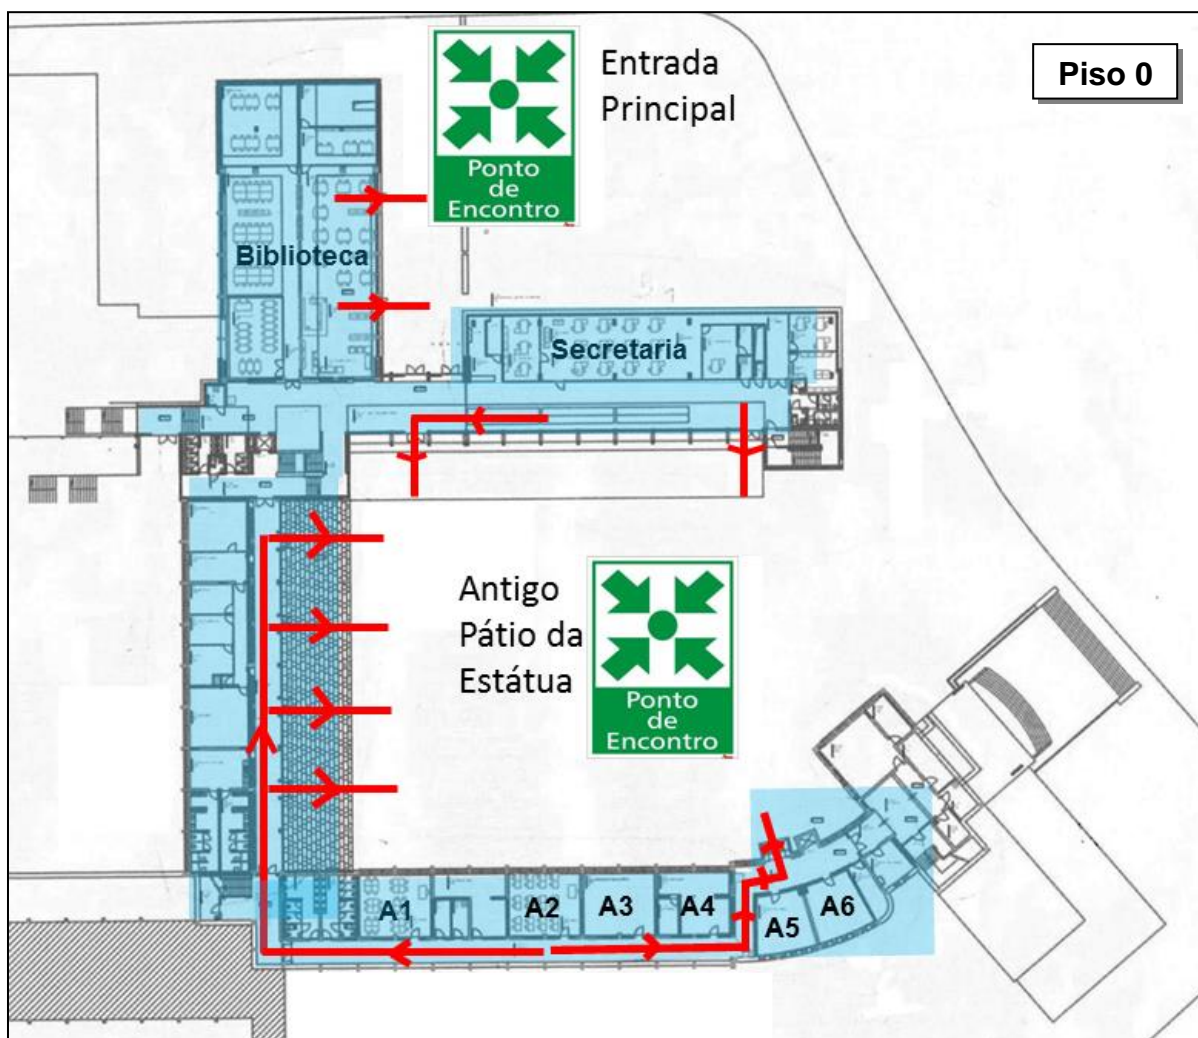 Piso 0
Entrada
Principal
Ponto
de
Encontro
Biblioteca
Secretaria
Antigo
Pátio da
Estátua
Ponto
de
Encontro
A1
A2
A3
A4
A5
A6